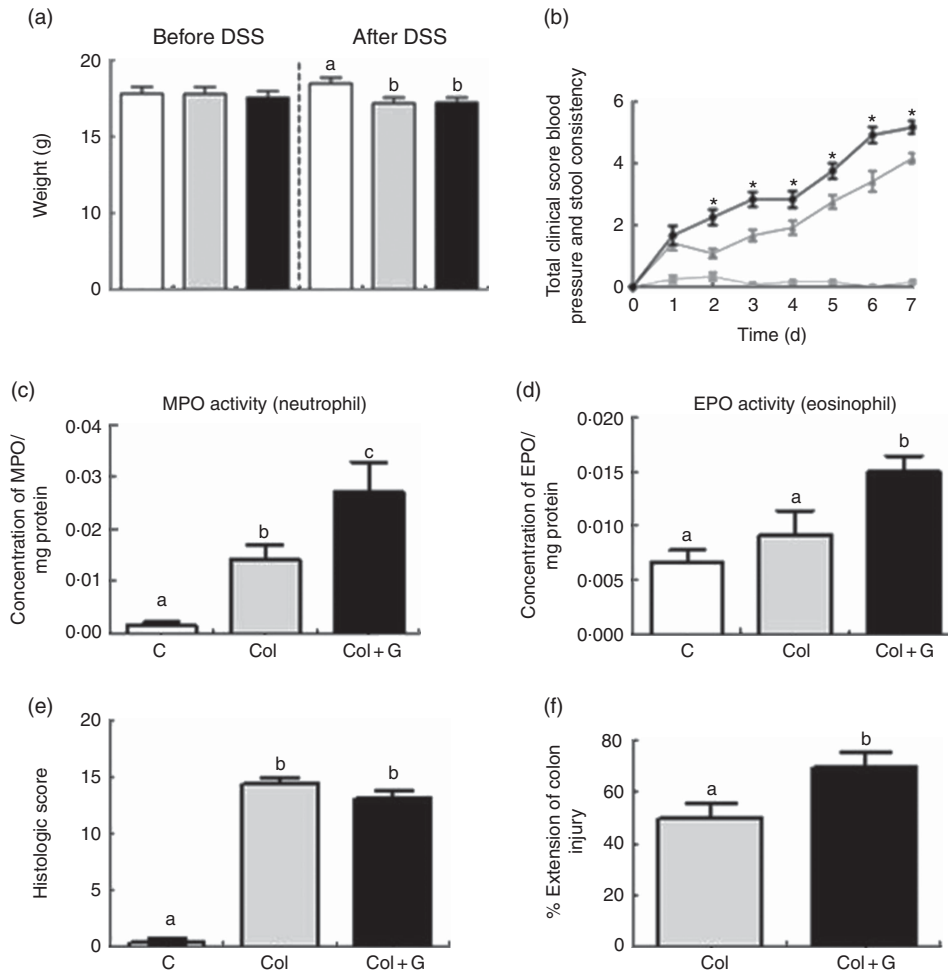 (a)
Before DSS After DSS
Weight (g)
20
15
10
0
a
b
b
(b)
Total clinical score blood
pressure and stool consistency
6
4
2
0
* * * * * *
0 1 2 3 4 5 6 7
Time (d)
(c)
MPO activity (neutrophil)
Concentration of MPO/
mg protein
0·04
0·03
0·02
0·01
0·00
a
b
c
C Col Col + G
(d)
EPO activity (eosinophil)
Concentration of EPO/
mg protein
0·020
0·015
0·010
0·005
0·000
a
a
b
C Col Col + G
(e)
Histologic score
20
15
10
5
0
a
b
b
C Col Col + G
(f)
% Extension of colon
injury
80
60
40
20
0
a
b
Col Col + G